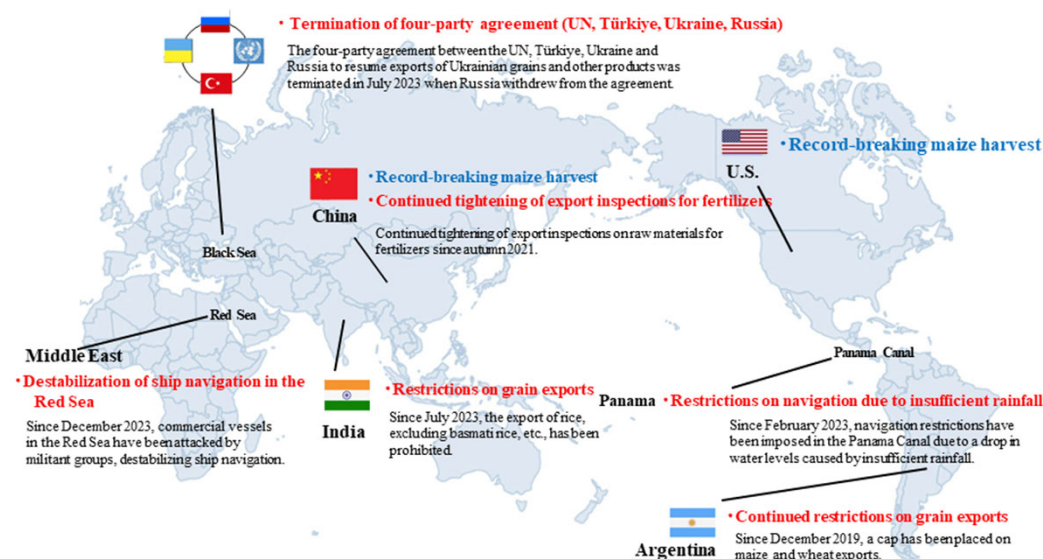 ・Termination of four-party agreement (UN, Türkiye, Ukraine, Russia)
The four-party agreement between the UN, Türkiye, Ukraine and
Russia to resume exports of Ukrainian grains and other products was
terminated in July 2023 when Russia withdrew from the agreement.
・Record-breaking maize harvest
U.S.
・Record-breaking maize harvest
・Continued tightening of export inspections for fertilizers
China
Continued tightening of export inspections on raw materials for
fertilizers since autumn 2021.
Black Sea
Red Sea
Middle East
・Destabilization of ship navigation in the
Red Sea
Since December 2023, commercial vessels
in the Red Sea have been attacked by
militant groups, destabilizing ship navigation.
・Restrictions on grain exports
India
Since July 2023, the export of rice,
excluding basmati rice, etc., has been
prohibited.
Panama Canal
Panama
・Restrictions on navigation due to insufficient rainfall
Since February 2023, navigation restrictions have
been imposed in the Panama Canal due to a drop in
water levels caused by insufficient rainfall.
・Continued restrictions on grain exports
Argentina
Since December 2019, a cap has been placed on
maize and wheat exports.